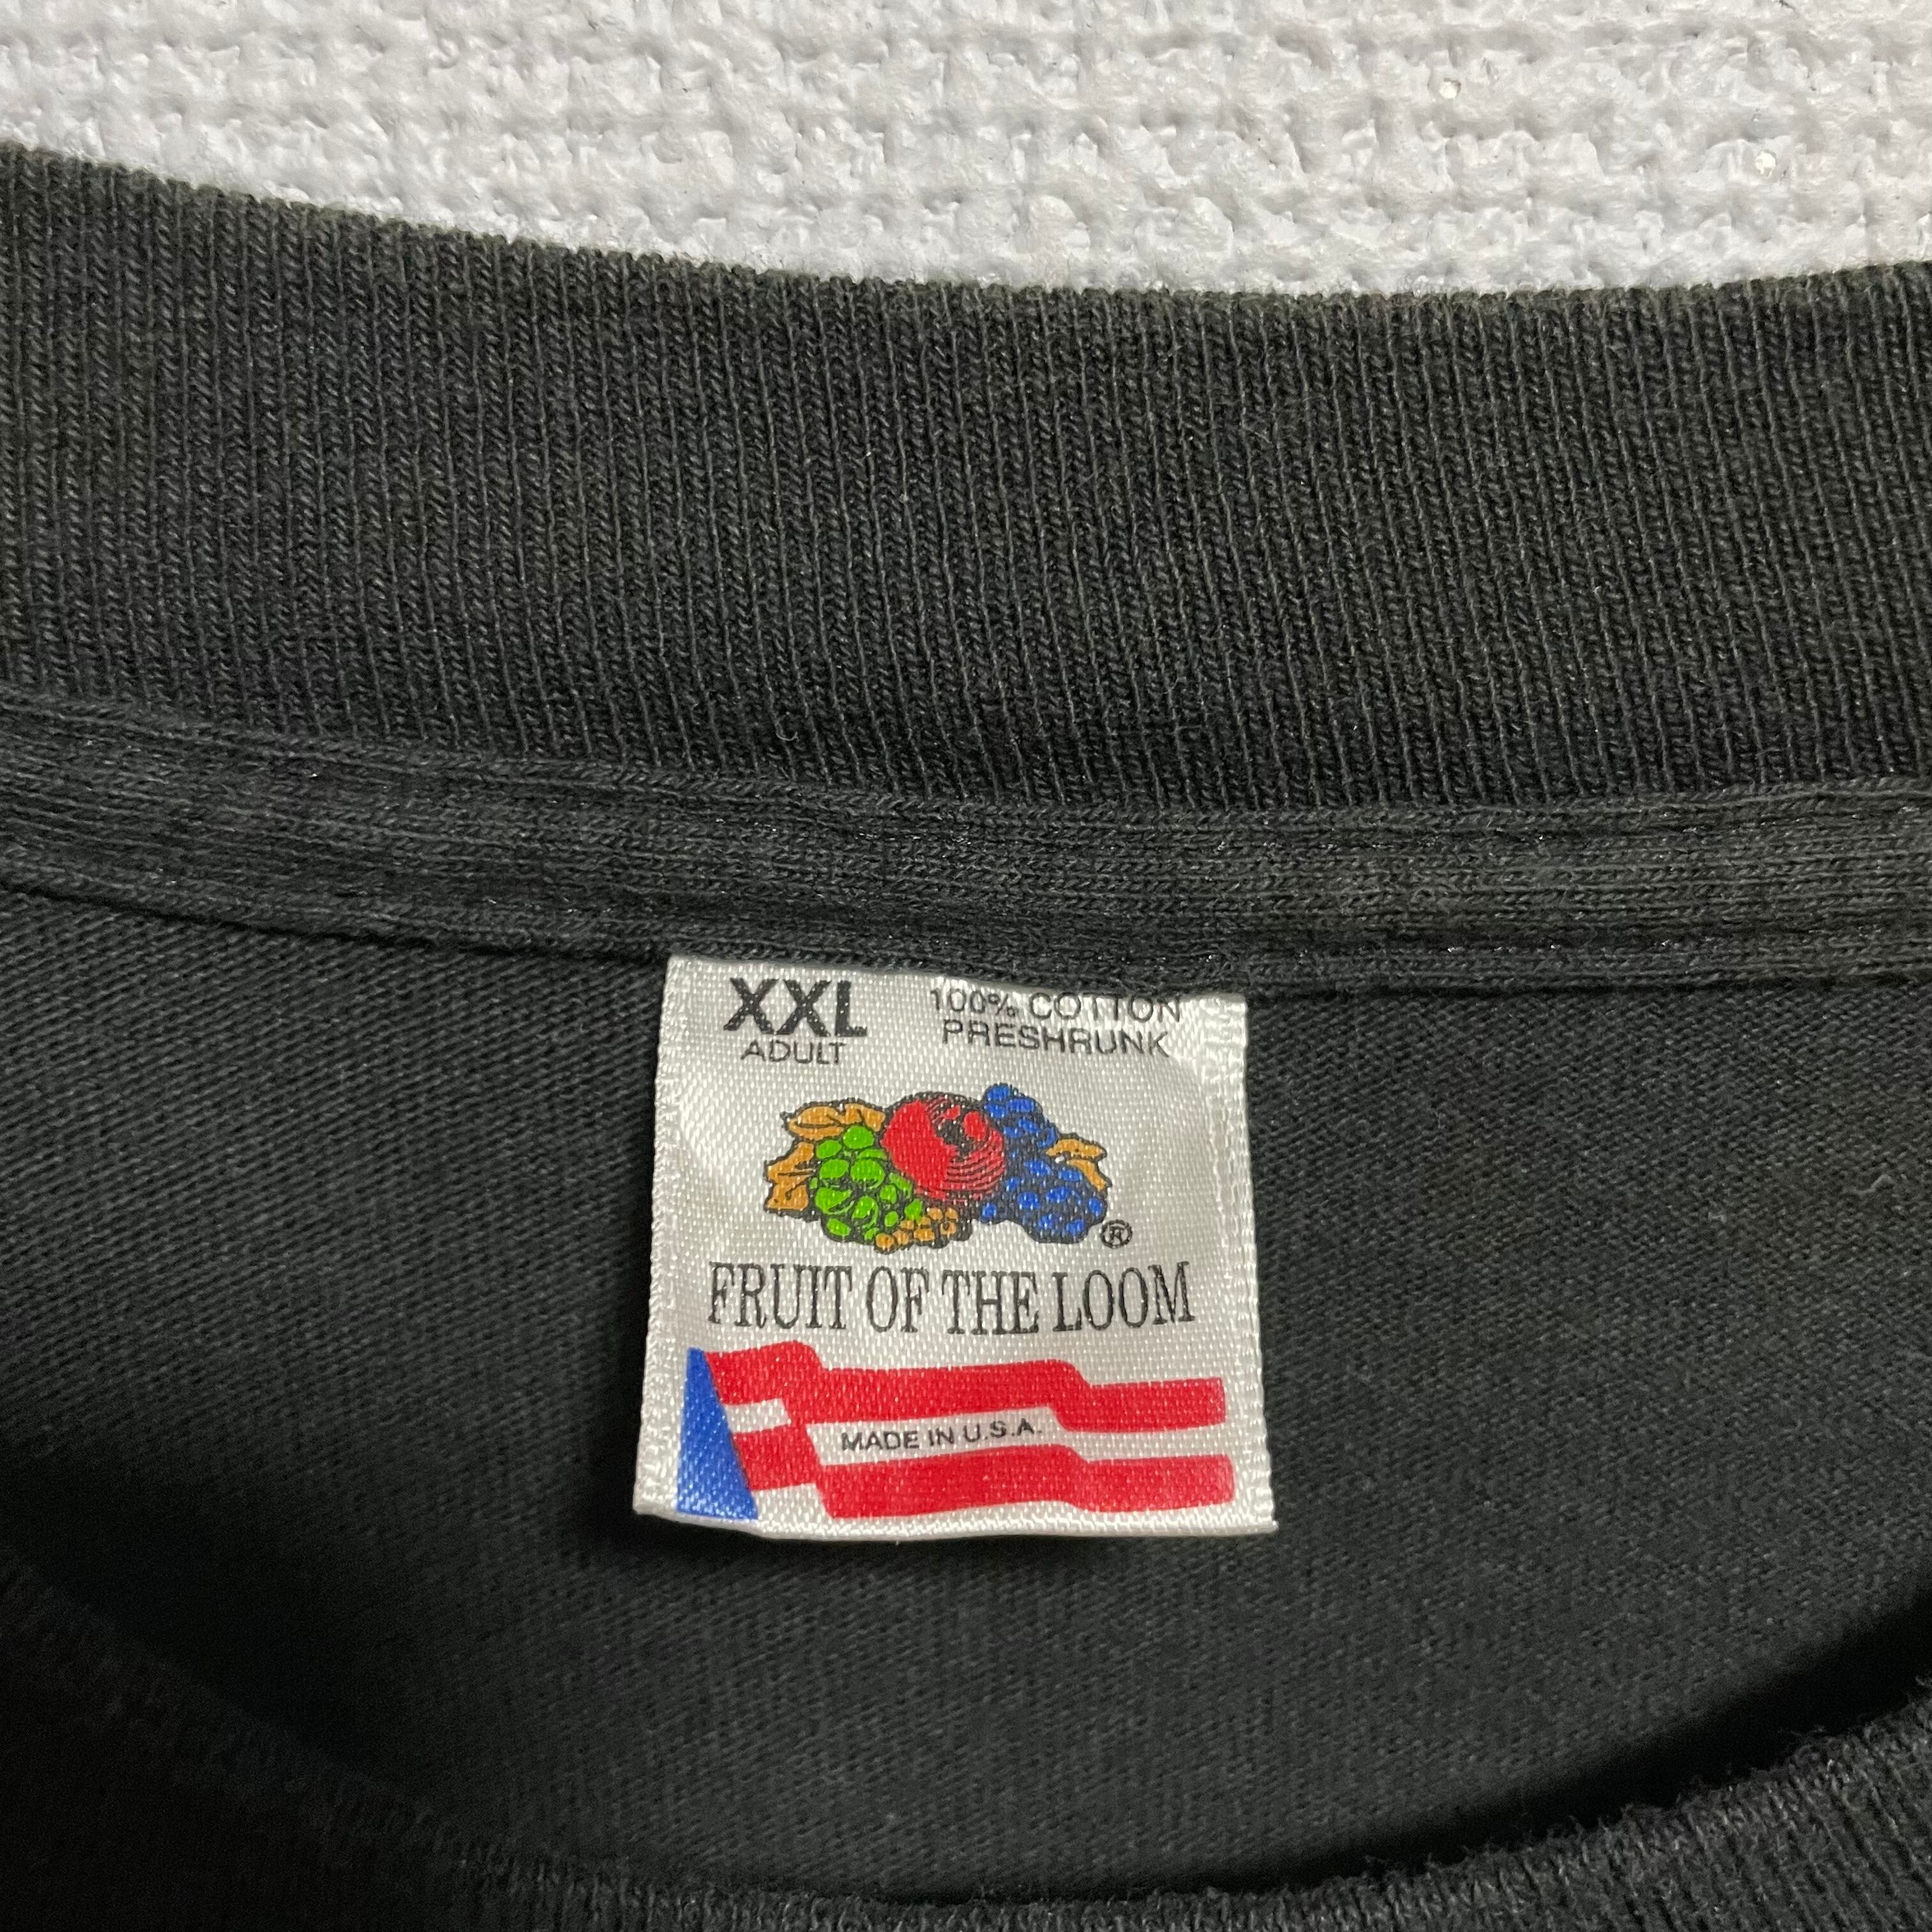 XXL 100% COTTON
ADULT PRESHRUNK
®
FRUIT OF THE LOOM
MADE IN U.S.A.